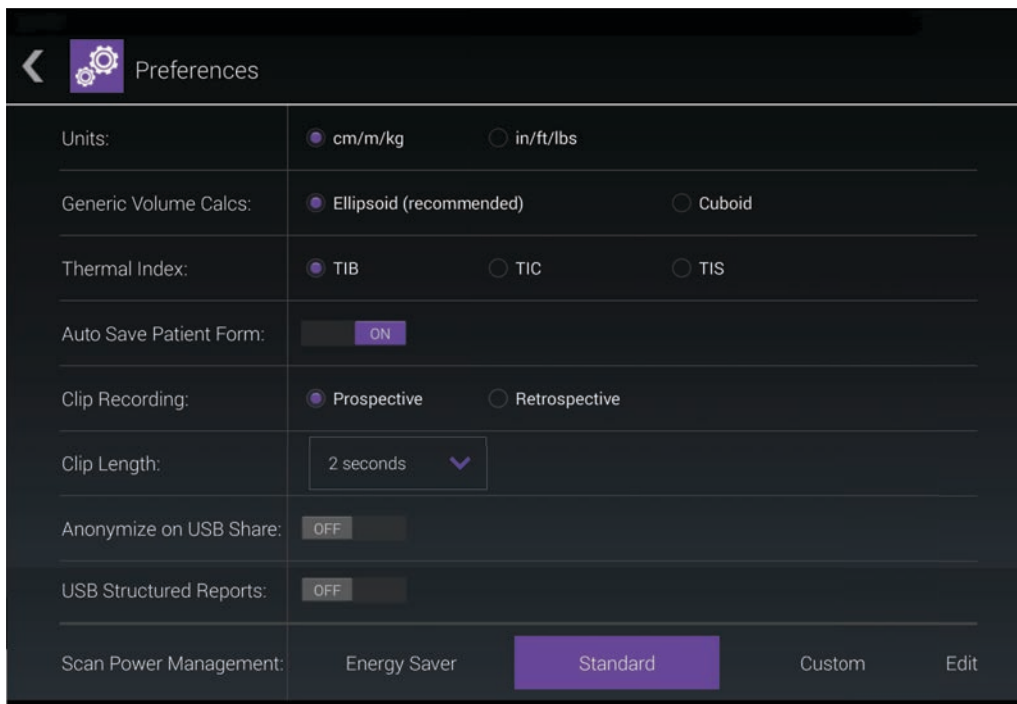 Preferences
Units: cm/m/kg in/ft/lbs
Generic Volume Calcs: Ellipsoid (recommended) Cuboid
Thermal Index: TIB TIC TIS
Auto Save Patient Form: ON
Clip Recording: Prospective Retrospective
Clip Length: 2 seconds
Anonymize on USB Share: OFF
USB Structured Reports: OFF
Scan Power Management: Energy Saver Standard Custom Edit